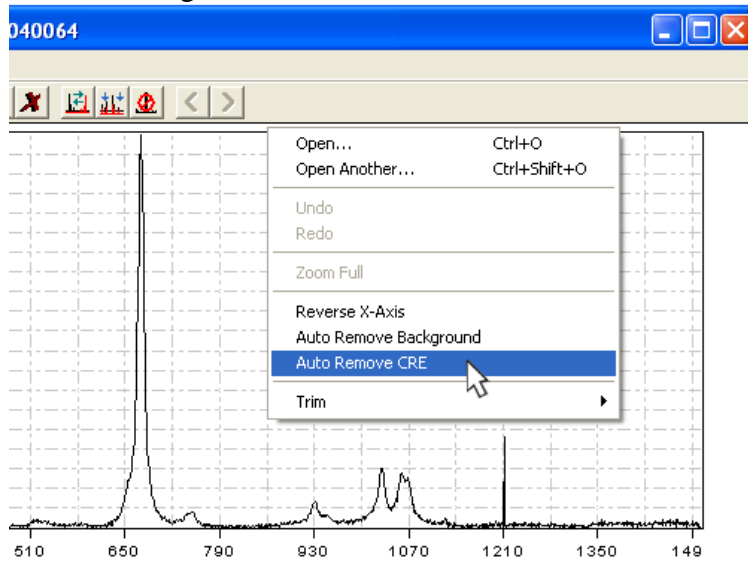 040064
Open... Ctrl+O
Open Another... Ctrl+Shift+O
Undo
Redo
Zoom Full
Reverse X-Axis
Auto Remove Background
Auto Remove CRE
Trim
510 650 790 930 1070 1210 1350 149